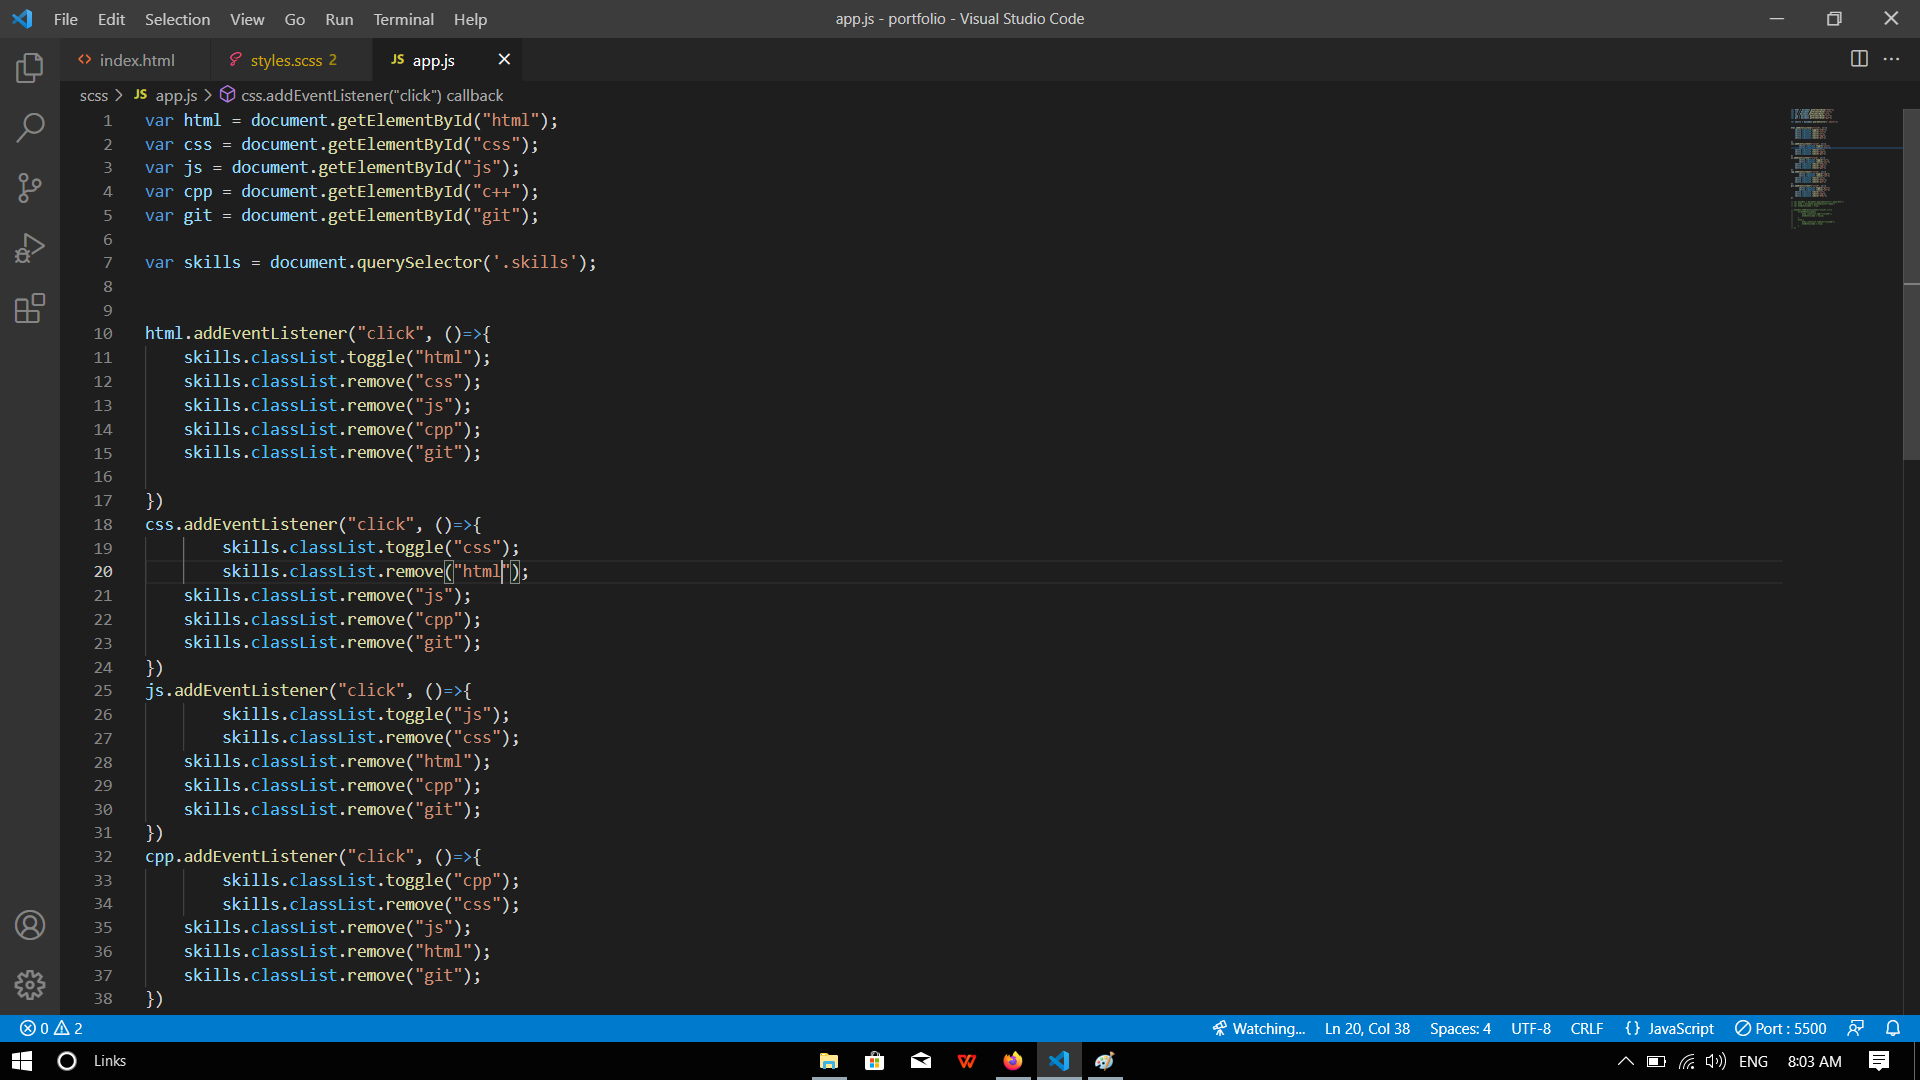 File Edit Selection View Go Run Terminal Help app.js - portfolio - Visual Studio Code
index.html styles.scss 2 JS app.js
scss > JS app.js > css.addEventListener("click") callback
1 var html = document.getElementById("html");
2 var css = document.getElementById("css");
3 var js = document.getElementById("js");
4 var cpp = document.getElementById("c++");
5 var git = document.getElementById("git");
6
7 var skills = document.querySelector('.skills');
8
9
10 html.addEventListener("click", ()=>{
11 skills.classList.toggle("html");
12 skills.classList.remove("css");
13 skills.classList.remove("js");
14 skills.classList.remove("cpp");
15 skills.classList.remove("git");
16
17 })
18 css.addEventListener("click", ()=>{
19 skills.classList.toggle("css");
20 skills.classList.remove("html");
21 skills.classList.remove("js");
22 skills.classList.remove("cpp");
23 skills.classList.remove("git");
24 })
25 js.addEventListener("click", ()=>{
26 skills.classList.toggle("js");
27 skills.classList.remove("css");
28 skills.classList.remove("html");
29 skills.classList.remove("cpp");
30 skills.classList.remove("git");
31 })
32 cpp.addEventListener("click", ()=>{
33 skills.classList.toggle("cpp");
34 skills.classList.remove("css");
35 skills.classList.remove("js");
36 skills.classList.remove("html");
37 skills.classList.remove("git");
38 })
0 2 Watching... Ln 20, Col 38 Spaces: 4 UTF-8 CRLF {} JavaScript Port : 5500
Links ENG 8:03 AM